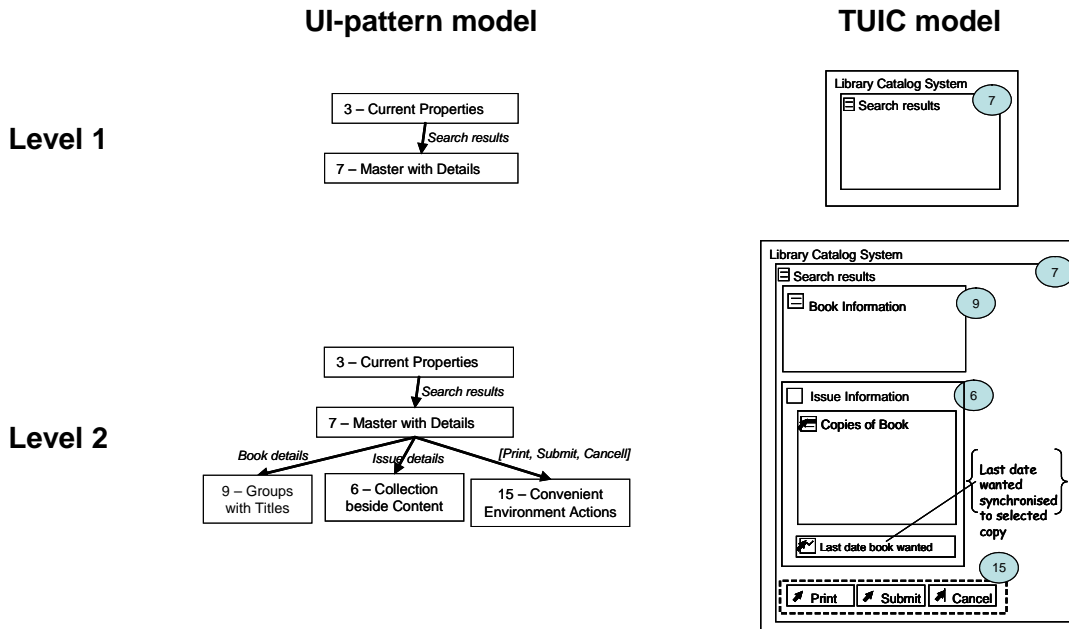 UI-pattern model
TUIC model
Level 1
3 – Current Properties
Search results
7 – Master with Details
Library Catalog System
Search results
7
Level 2
3 – Current Properties
Search results
7 – Master with Details
Book details
Issue details
[Print, Submit, Cancell]
9 – Groups
with Titles
6 – Collection
beside Content
15 – Convenient
Environment Actions
Library Catalog System
7
Search results
9
Book Information
Issue Information
6
Copies of Book
Last date
wanted
synchronised
to selected
copy
Last date book wanted
15
Print
Submit
Cancel